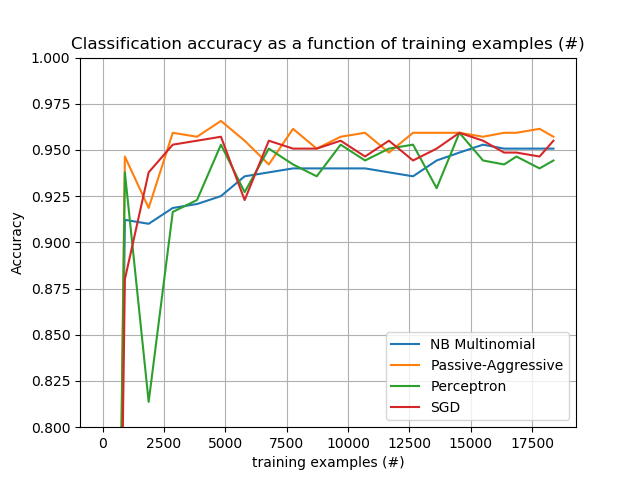 Classification accuracy as a function of training examples (#)
1.000
0.975
0.950
0.925
0.900
0.875
0.850
0.825
0.800
Accuracy
NB Multinomial
Passive-Aggressive
Perceptron
SGD
0 2500 5000 7500 10000 12500 15000 17500
training examples (#)